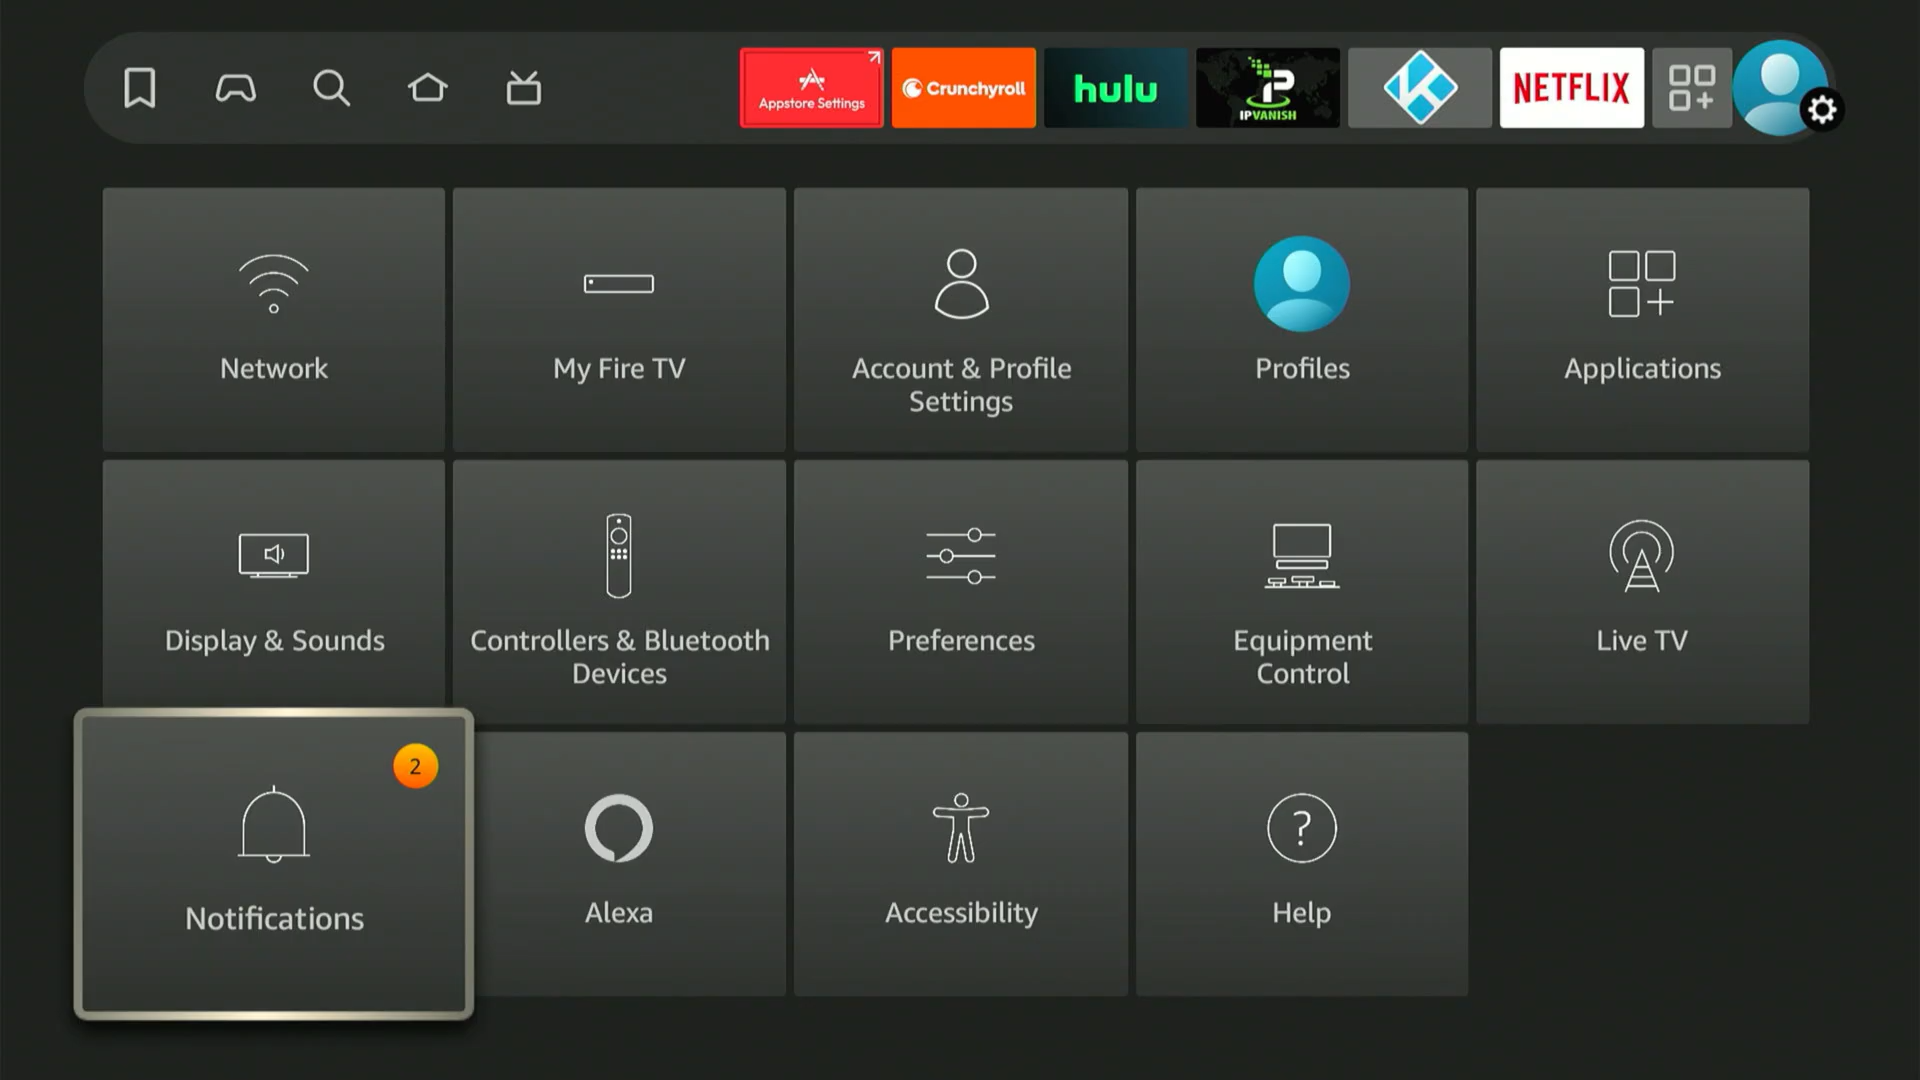 Appstore Settings
Crunchyroll
hulu
IPVANISH
NETFLIX
Network
My Fire TV
Account & Profile
Settings
Profiles
Applications
Display & Sounds
Controllers & Bluetooth
Devices
Preferences
Equipment
Control
Live TV
2
Notifications
Alexa
Accessibility
?
Help